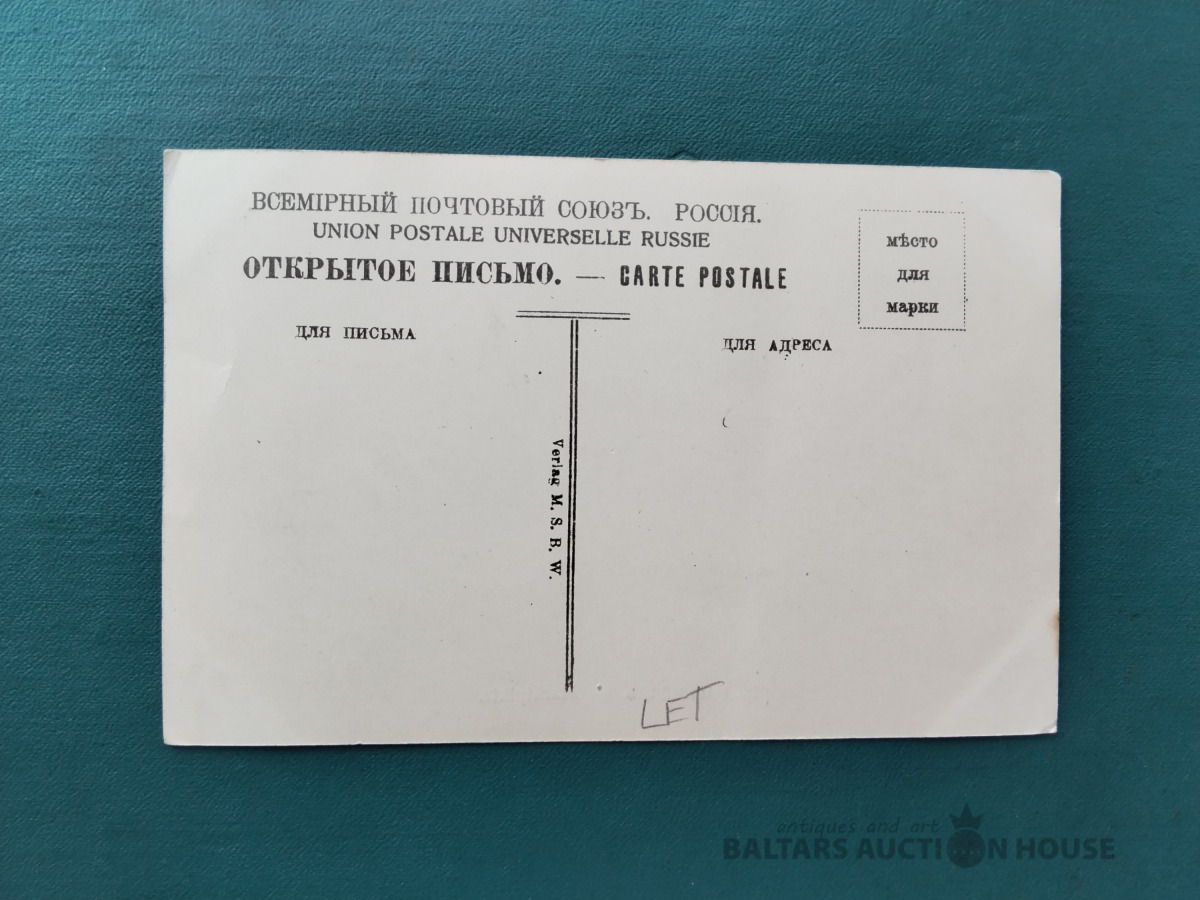 ВСЕМІРНЫЙ ПОЧТОВЫЙ СОЮЗЪ. РОССІЯ.
UNION POSTALE UNIVERSELLE RUSSIE
ОТКРЫТОЕ ПИСЬМО. — CARTE POSTALE
мѣсто
для
марки
ДЛЯ ПИСЬМА
ДЛЯ АДРЕСА
Verlag M. S. B. W.
LET
antiques and art
BALTARS AUCTION HOUSE